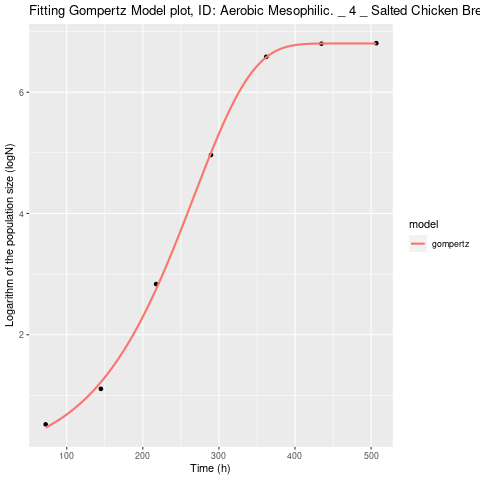 Fitting Gompertz Model plot, ID: Aerobic Mesophilic. _ 4 _ Salted Chicken Bre
Logarithm of the population size (logN)
6
4
2
100 200 300 400 500
Time (h)
model
gompertz